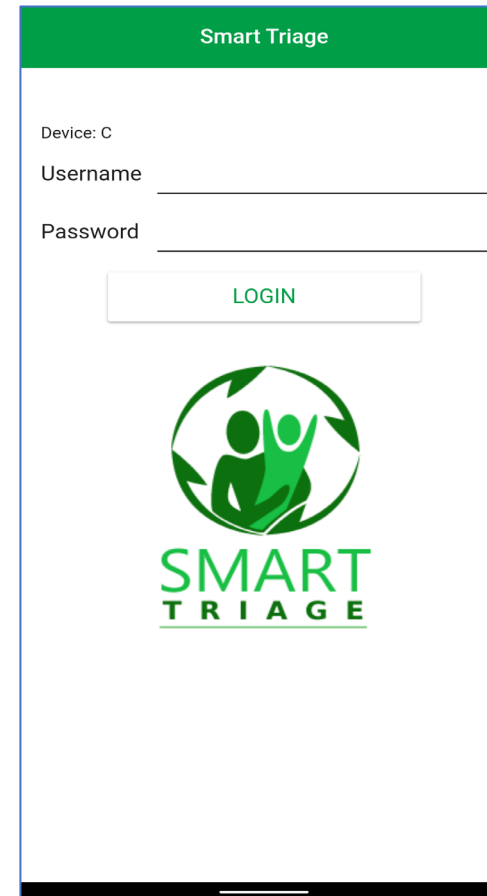 Smart Triage
Device: C
Username
Password
LOGIN
SMART
TRIAGE